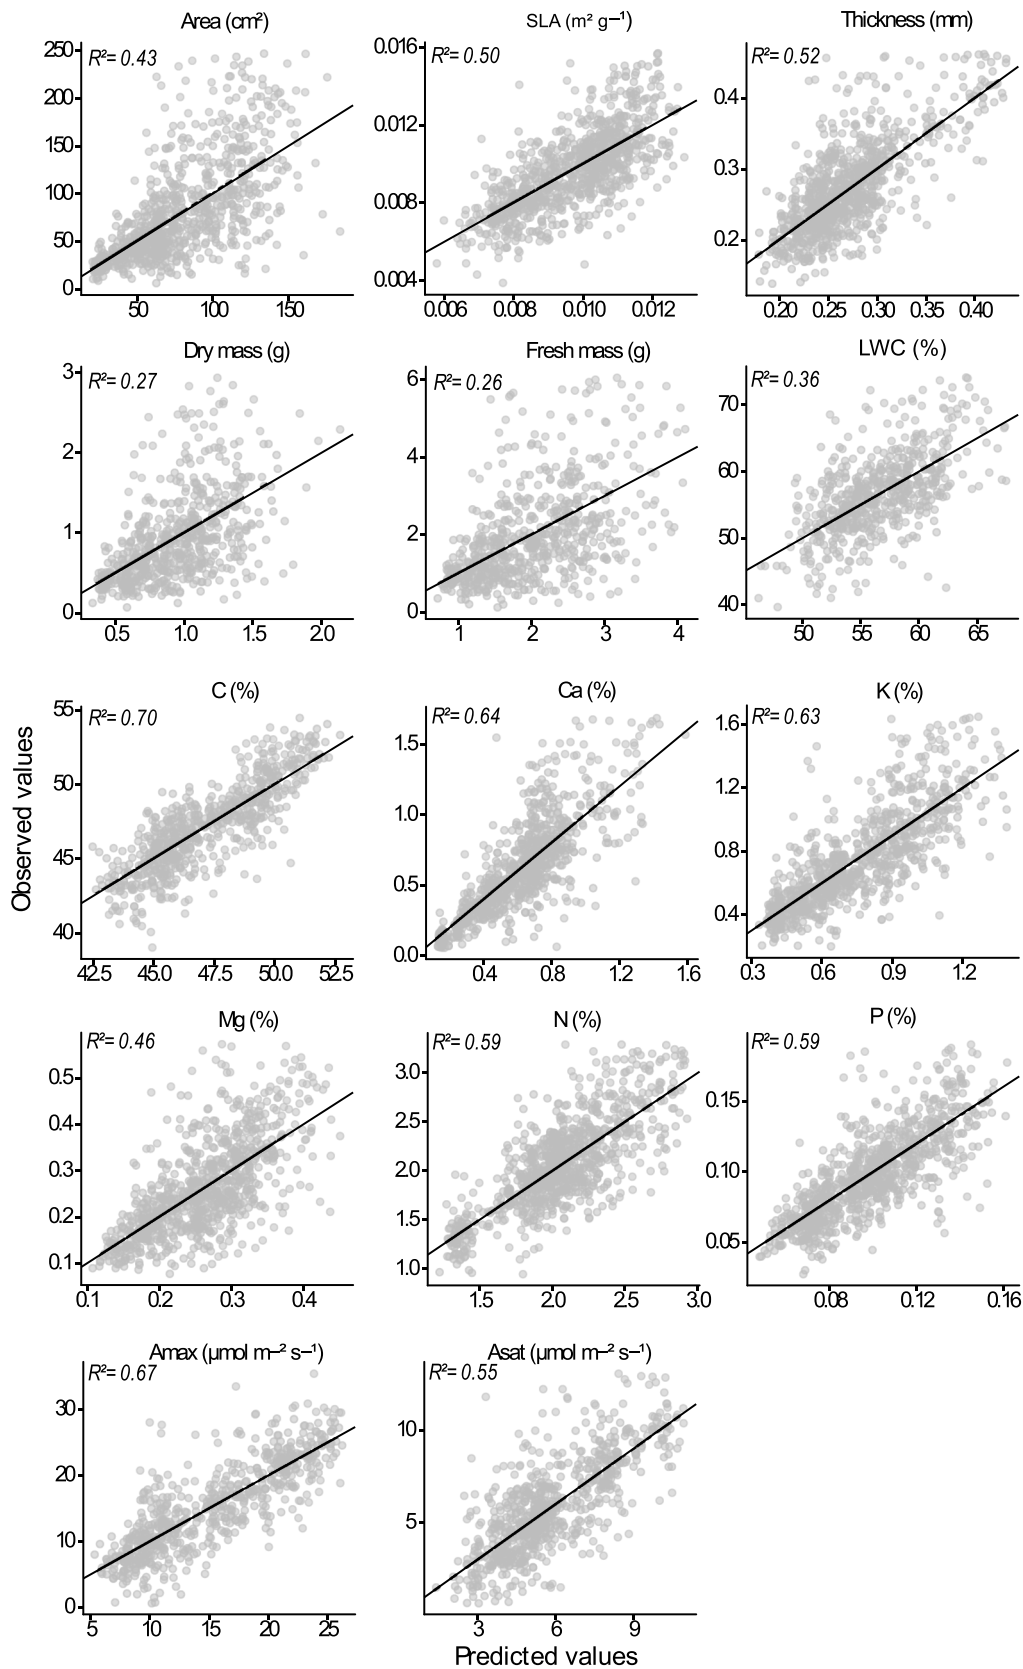 Area (cm²) SLA (m² g⁻¹) Thickness (mm)
R²= 0.43 R²= 0.50 R²= 0.52
250 200 150 100 50 0
50 100 150
0.016 0.012 0.008 0.004
0.006 0.008 0.010 0.012
0.4 0.3 0.2
0.20 0.25 0.30 0.35 0.40
Dry mass (g) Fresh mass (g) LWC (%)
R²= 0.27 R²= 0.26 R²= 0.36
3 2 1 0
0.5 1.0 1.5 2.0
6 4 2 0
1 2 3 4
70 60 50 40
50 55 60 65
C (%) Ca (%) K (%)
R²= 0.70 R²= 0.64 R²= 0.63
55 50 45 40
42.5 45.0 47.5 50.0 52.5
1.5 1.0 0.5 0.0
0.4 0.8 1.2 1.6
1.6 1.2 0.8 0.4
0.3 0.6 0.9 1.2
Observed values
Mg (%) N (%) P (%)
R²= 0.46 R²= 0.59 R²= 0.59
0.5 0.4 0.3 0.2 0.1
0.1 0.2 0.3 0.4
3.0 2.5 2.0 1.5 1.0
1.5 2.0 2.5 3.0
0.15 0.10 0.05
0.08 0.12 0.16
Amax (µmol m–² s–¹) Asat (µmol m–² s–¹)
R²= 0.67 R²= 0.55
30 20 10 0
5 10 15 20 25
10 5
3 6 9
Predicted values